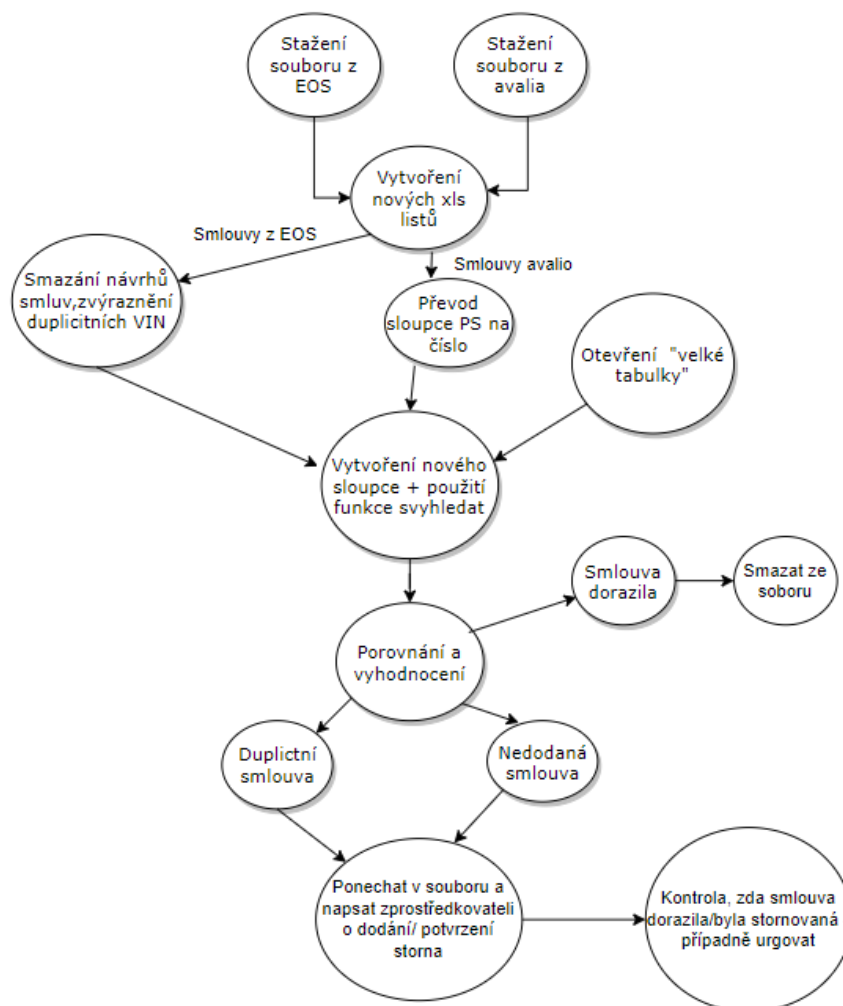 Stažení
souboru z
EOS
Stažení
souboru z
avalia
Vytvoření
nových xls
listů
Smlouvy z EOS
Smlouvy avalio
Smazání návrhů
smluv,zvýraznění
duplicitních VIN
Převod
sloupce PS na
číslo
Otevření "velké
tabulky"
Vytvoření nového
sloupce + použití
funkce svyhledat
Smlouva
dorazila
Smazat ze
soboru
Porovnání a
vyhodnocení
Duplictní
smlouva
Nedodaná
smlouva
Ponechat v souboru a
napsat zprostředkovateli
o dodání/ potvrzení
storna
Kontrola, zda smlouva
dorazila/byla stornovaná
případně urgovat